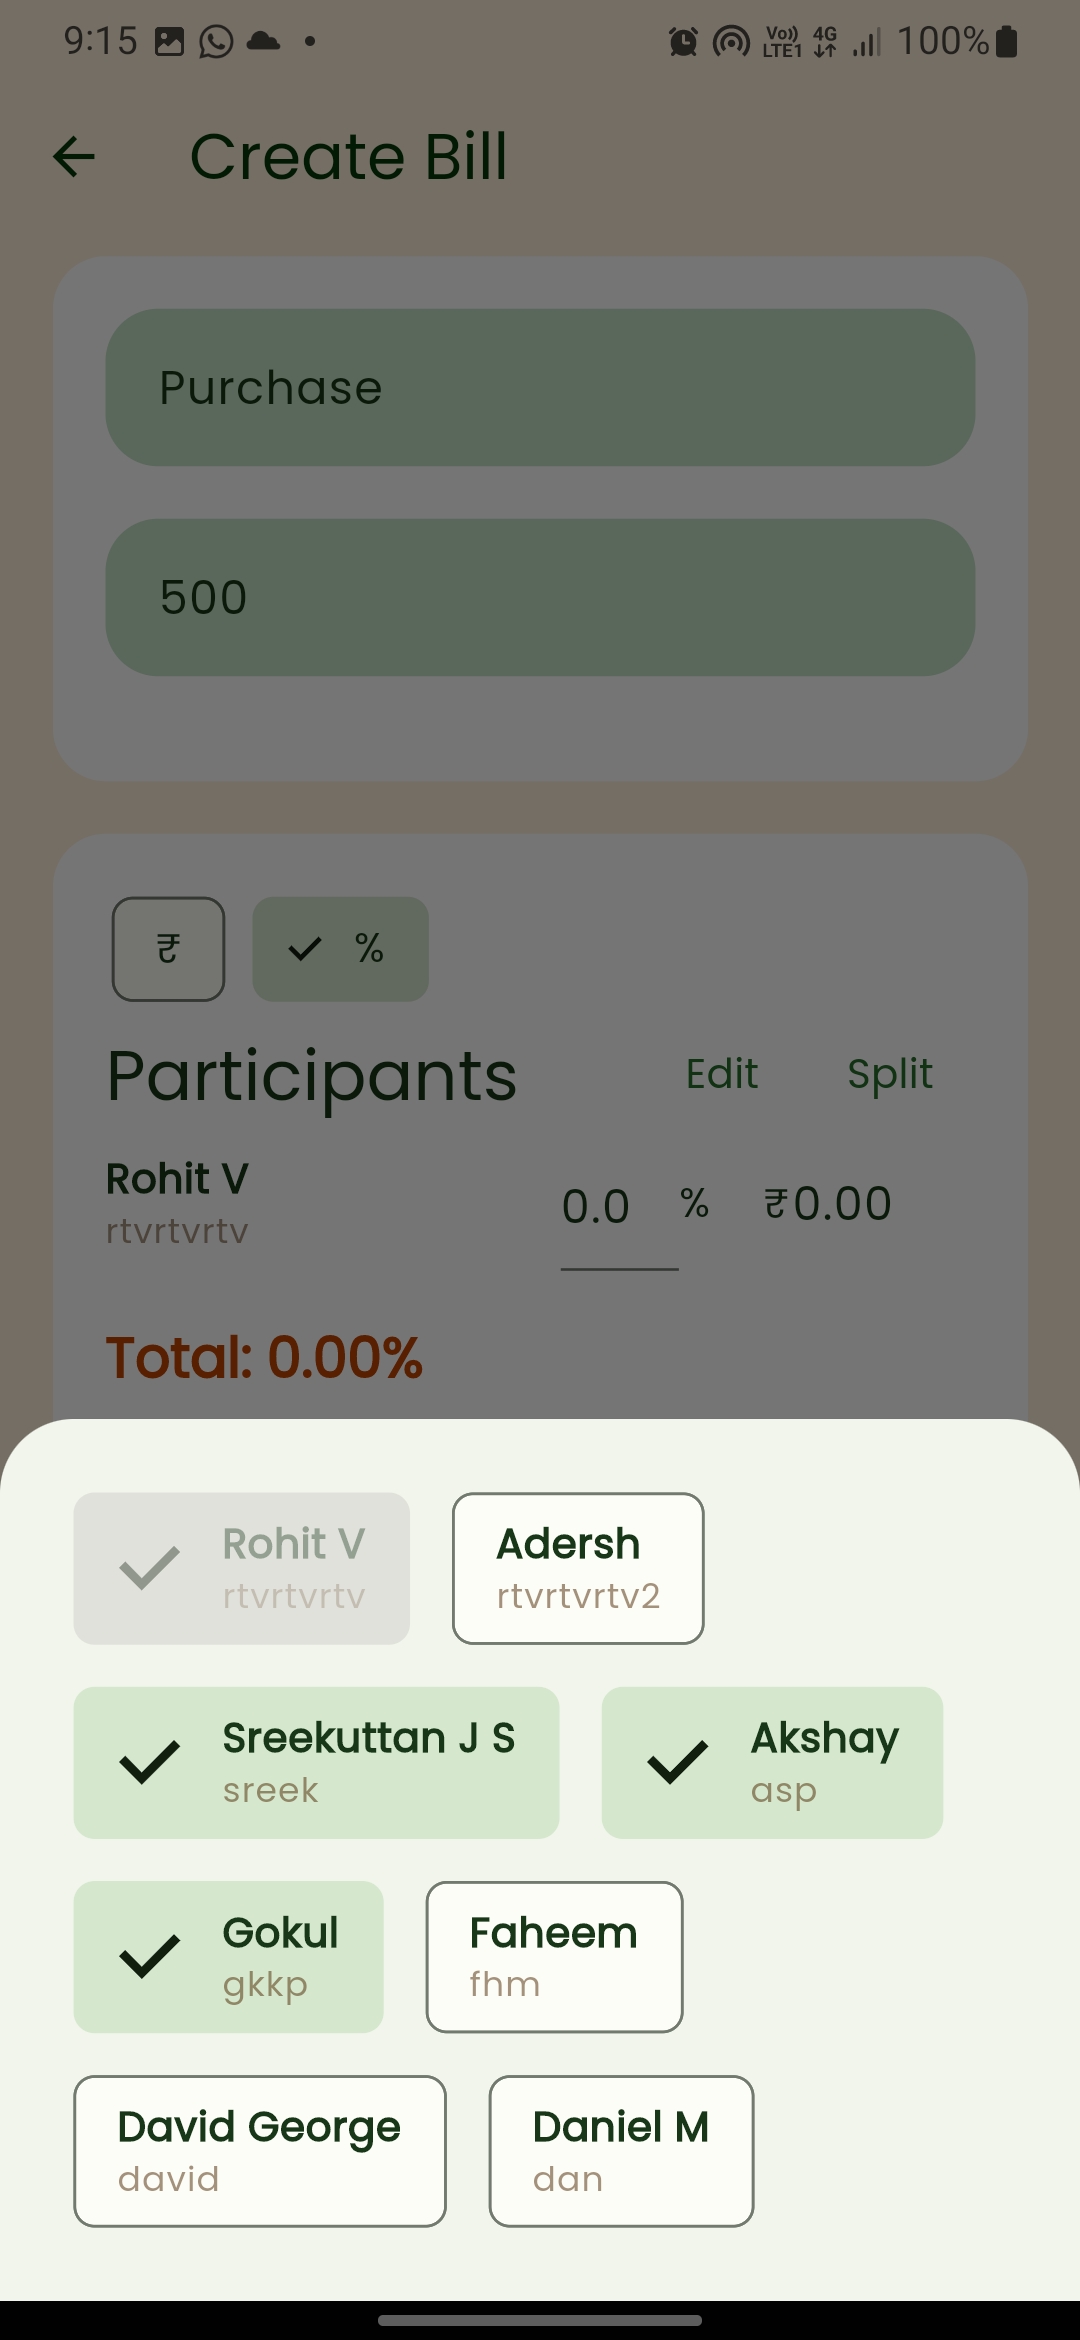 9:15 Vo)) LTE1 4G 100%
Create Bill
Purchase
500
₹ %
Participants Edit Split
Rohit V
rtvrtvrtv
0.0 % ₹0.00
Total: 0.00%
Rohit V
rtvrtvrtv
Adersh
rtvrtvrtv2
Sreekuttan J S
sreek
Akshay
asp
Gokul
gkkp
Faheem
fhm
David George
david
Daniel M
dan